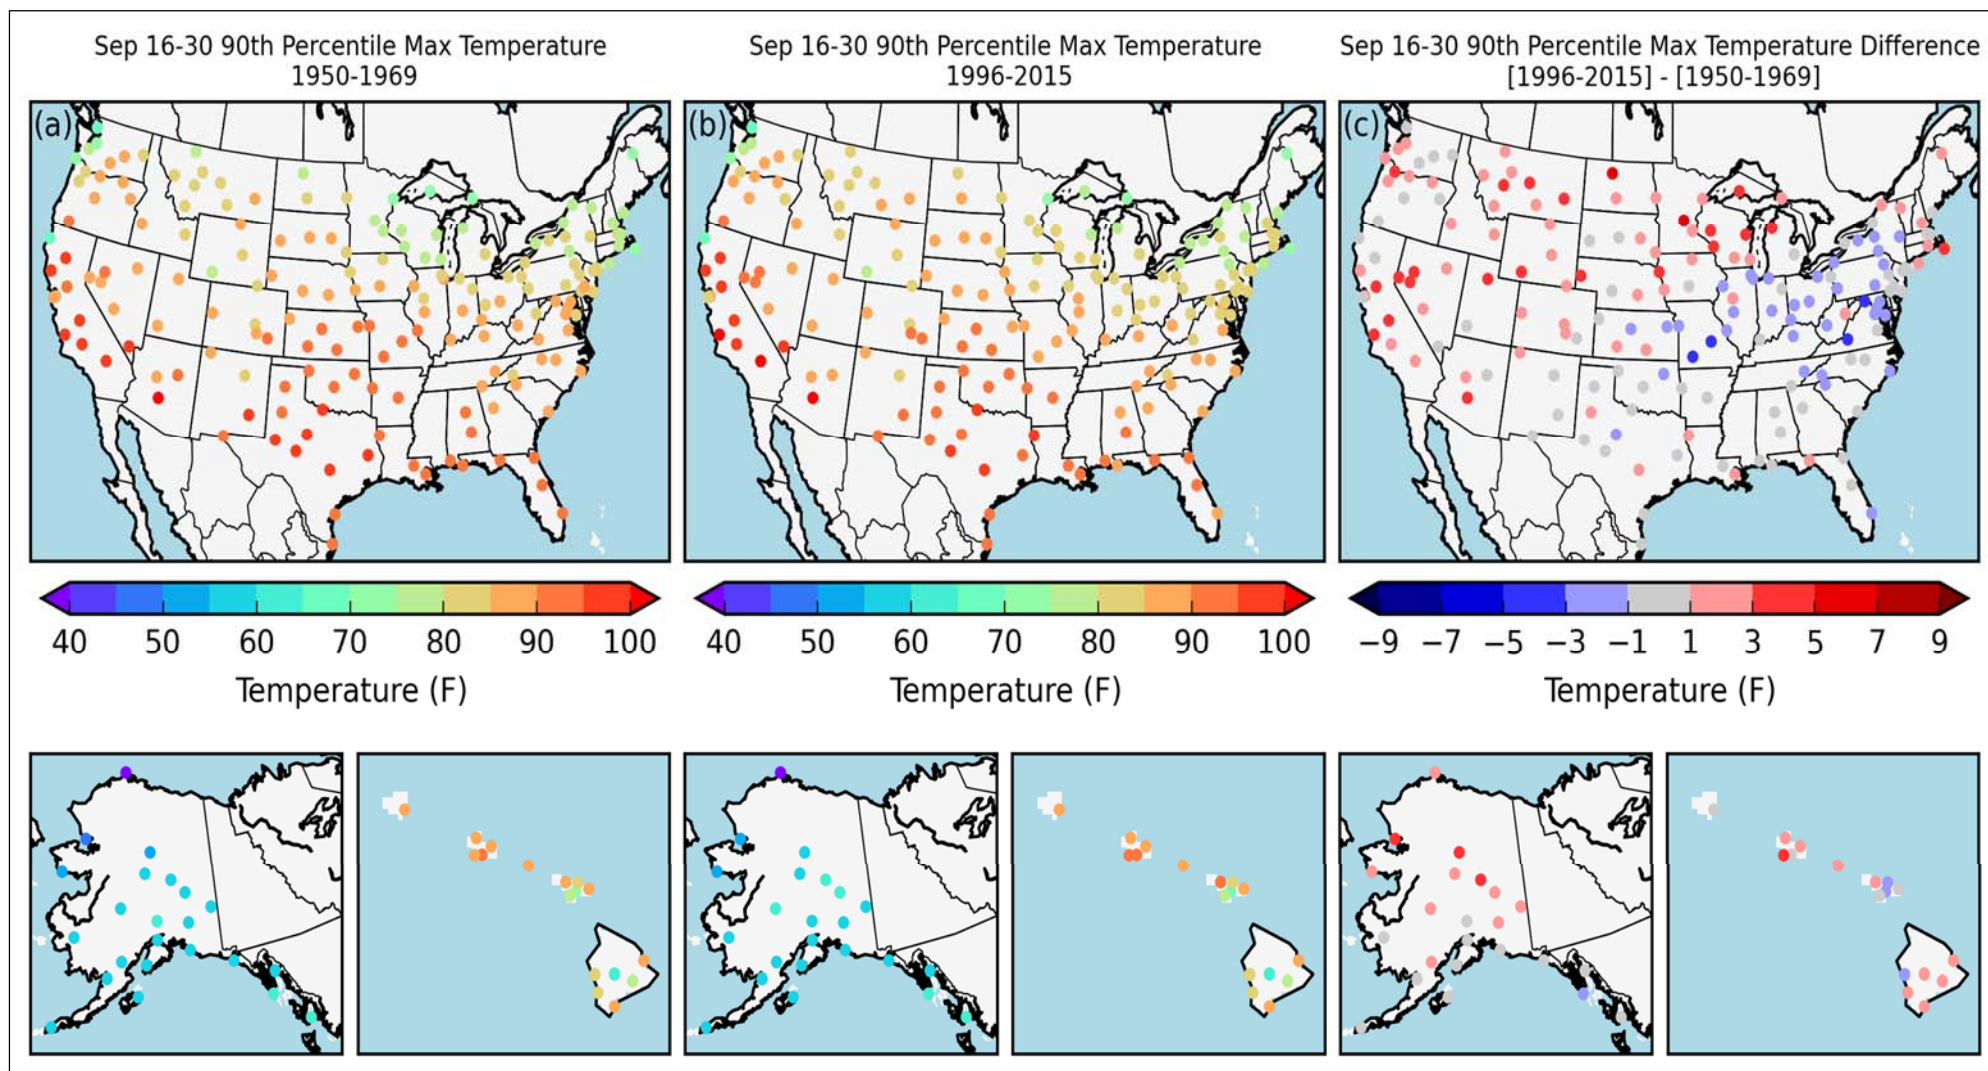 Sep 16-30 90th Percentile Max Temperature
1950-1969
Sep 16-30 90th Percentile Max Temperature
1996-2015
Sep 16-30 90th Percentile Max Temperature Difference
[1996-2015] - [1950-1969]
(a)
(b)
(c)
40 50 60 70 80 90 100
Temperature (F)
40 50 60 70 80 90 100
Temperature (F)
−9 −7 −5 −3 −1 1 3 5 7 9
Temperature (F)